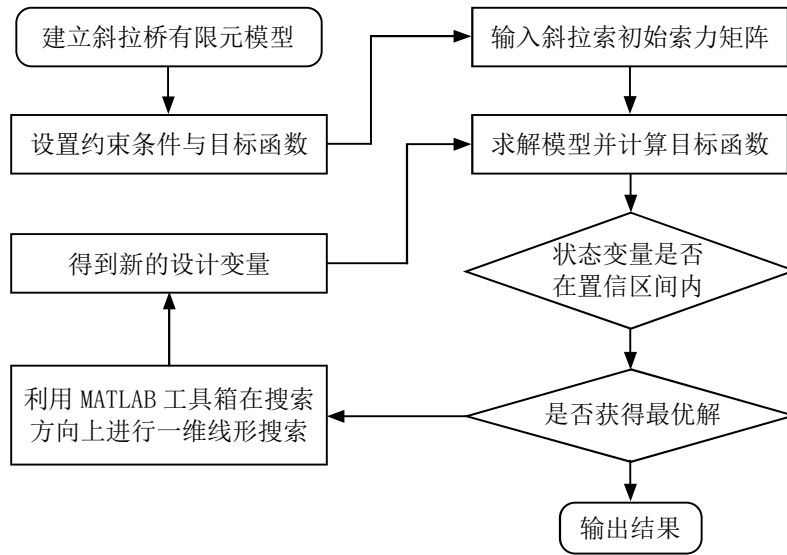 建立斜拉桥有限元模型
输入斜拉索初始索力矩阵
设置约束条件与目标函数
求解模型并计算目标函数
得到新的设计变量
状态变量是否
在置信区间内
利用 MATLAB 工具箱在搜索
方向上进行一维线形搜索
是否获得最优解
输出结果